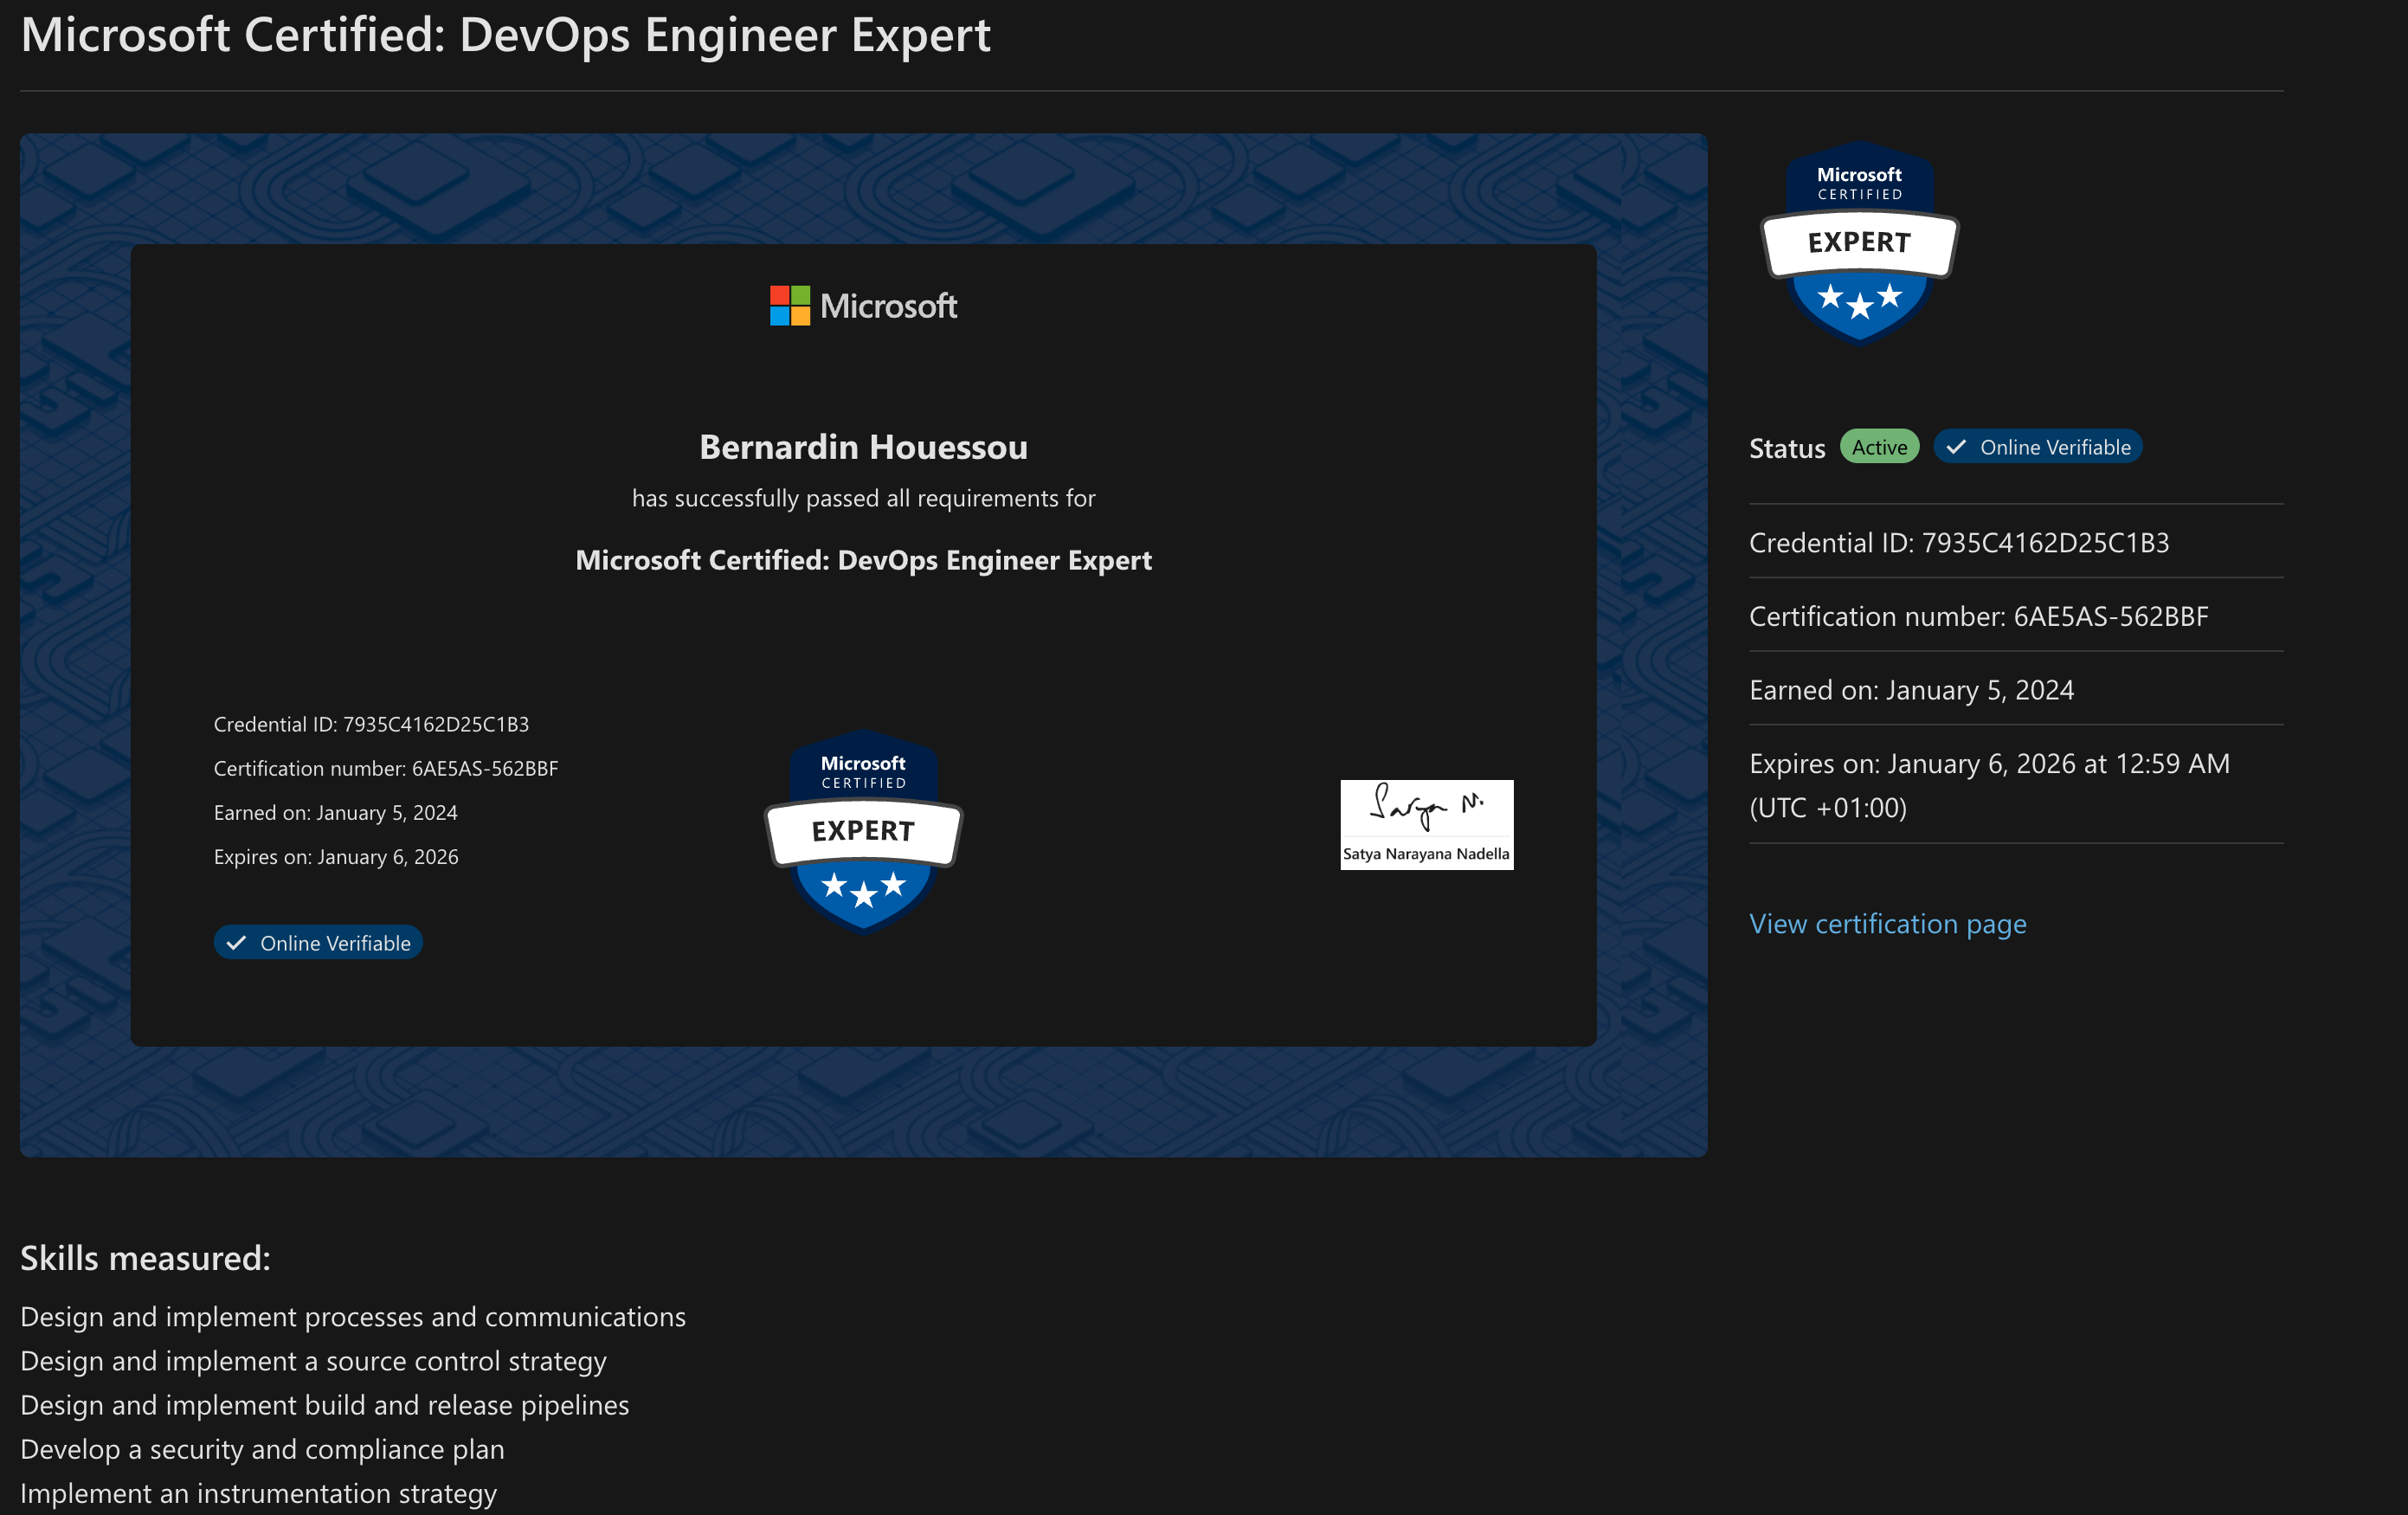 Microsoft Certified: DevOps Engineer Expert
Microsoft
Bernardin Houessou
has successfully passed all requirements for
Microsoft Certified: DevOps Engineer Expert
Credential ID: 7935C4162D25C1B3
Certification number: 6AE5AS-562BBF
Earned on: January 5, 2024
Expires on: January 6, 2026
Online Verifiable
Microsoft
CERTIFIED
EXPERT
Satya N.
Satya Narayana Nadella
Microsoft
CERTIFIED
EXPERT
Status Active Online Verifiable
Credential ID: 7935C4162D25C1B3
Certification number: 6AE5AS-562BBF
Earned on: January 5, 2024
Expires on: January 6, 2026 at 12:59 AM
(UTC +01:00)
View certification page
Skills measured:
Design and implement processes and communications
Design and implement a source control strategy
Design and implement build and release pipelines
Develop a security and compliance plan
Implement an instrumentation strategy